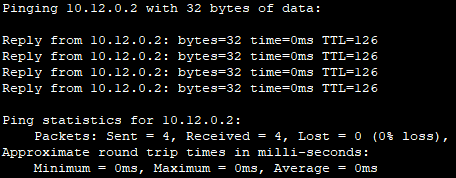 Pinging 10.12.0.2 with 32 bytes of data:
Reply from 10.12.0.2: bytes=32 time=0ms TTL=126
Reply from 10.12.0.2: bytes=32 time=0ms TTL=126
Reply from 10.12.0.2: bytes=32 time=0ms TTL=126
Reply from 10.12.0.2: bytes=32 time=0ms TTL=126
Ping statistics for 10.12.0.2:
Packets: Sent = 4, Received = 4, Lost = 0 (0% loss),
Approximate round trip times in milli-seconds:
Minimum = 0ms, Maximum = 0ms, Average = 0ms